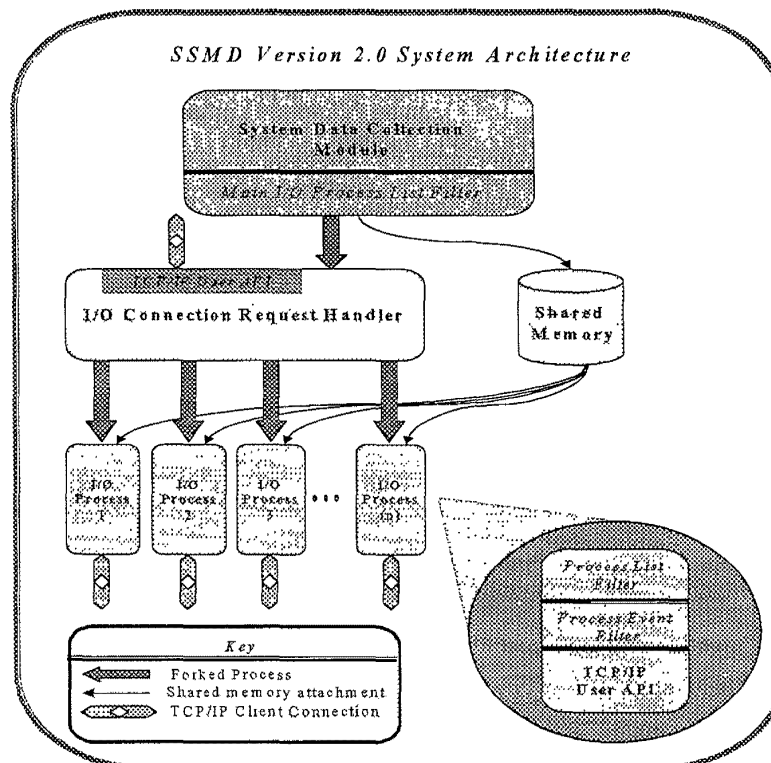 SSMD Version 2.0 System Architecture
System Data Collection
Module
Main I/O Process List Filter
TCP/IP User API
I/O Connection Request Handler
Shared
Memory
I/O
Process
1
I/O
Process
2
I/O
Process
3
...
I/O
Process
(n)
Process List
Filter
Process Event
Filter
TCP/IP
User API
Key
Forked Process
Shared memory attachment
TCP/IP Client Connection